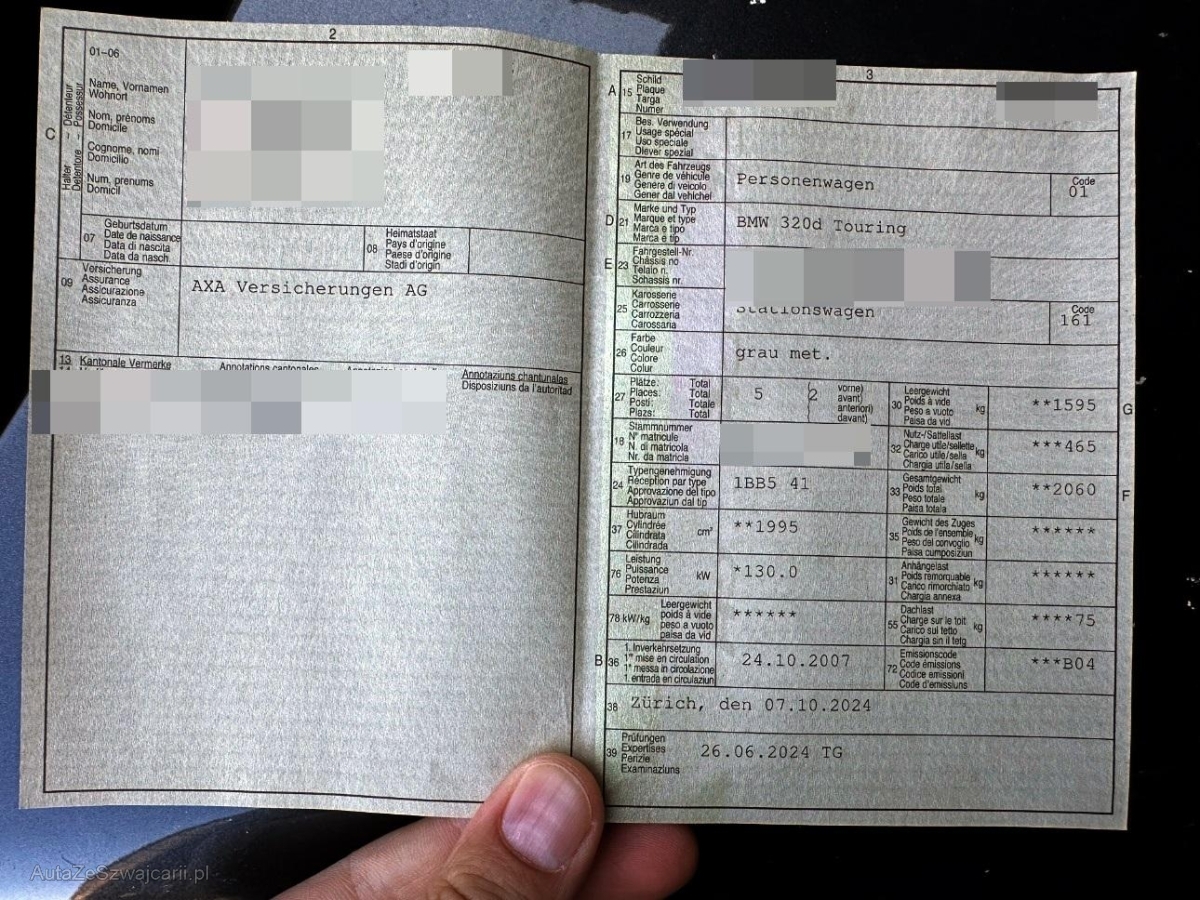 2
01–06
Name, Vornamen
Wohnort
Nom, prénoms
Domicile
Cognome, nomi
Domicilio
Num, prenums
Domicil
C
Halter – Détenteur
Detentore – Possessur
07
Geburtsdatum
Date de naissance
Data di nascita
Data da nasch.
08
Heimatstaat
Pays d'origine
Paese d'origine
Stadi d'origin
09
Versicherung
Assurance
Assicurazione
Assicuranza
AXA Versicherungen AG
13 Kantonale Vermerke
Annotations cantonales
Annotaziuns chantunalas
Disposiziuns da l'autoritad
3
A
15
Schild
Plaque
Targa
Numer
17
Bes. Verwendung
Usage spécial
Uso speciale
Diever spezial
19
Art des Fahrzeugs
Genre de véhicule
Genere di veicolo
Gener dal vehichel
Personenwagen
Code
01
D
21
Marke und Typ
Marque et type
Marca e tipo
Marca e tip
BMW 320d Touring
E
23
Fahrgestell-Nr.
Châssis no
Telaio n.
Schassis nr.
25
Karosserie
Carrosserie
Carrozzeria
Carossaria
Stationswagen
Code
161
26
Farbe
Couleur
Colore
Colur
grau met.
27
Plätze: Total
Places: Total
Posti: Totale
Plazs: Total
5
2
vorne)
avant)
anteriori)
davant)
30
Leergewicht
Poids à vide
Peso a vuoto
Paisa da vid
kg
**1595
G
18
Stammnummer
N° matricule
N. di matricola
Nr. da matricla
32
Nutz-/Sattellast
Charge utile/sellette
Carico utile/sella
Chargia utila/sella
kg
***465
24
Typengenehmigung
Réception par type
Approvazione del tipo
Approvaziun dal tip
1BB5 41
33
Gesamtgewicht
Poids total
Peso totale
Paisa totala
kg
**2060
F
37
Hubraum
Cylindrée
Cilindrata
Cilindrada
cm³
**1995
35
Gewicht des Zuges
Poids de l'ensemble
Peso del convoglio
Paisa cumposiziun
kg
******
76
Leistung
Puissance
Potenza
Prestaziun
kW
*130.0
31
Anhängelast
Poids remorquable
Carico rimorchiato
Chargia annexa
kg
******
78 kW/kg
Leergewicht
poids à vide
peso a vuoto
paisa da vid
******
55
Dachlast
Charge sur le toit
Carico sul tetto
Chargia sin il tetg
kg
****75
B
36
1. Inverkehrsetzung
1re mise en circulation
1a messa in circolazione
1. entrada en circulaziun
24.10.2007
72
Emissionscode
Code émissions
Codice emissioni
Code d'emissiuns
***B04
38
Zürich, den 07.10.2024
39
Prüfungen
Expertises
Perizie
Examinaziuns
26.06.2024 TG
AutaZeSzwajcarii.pl